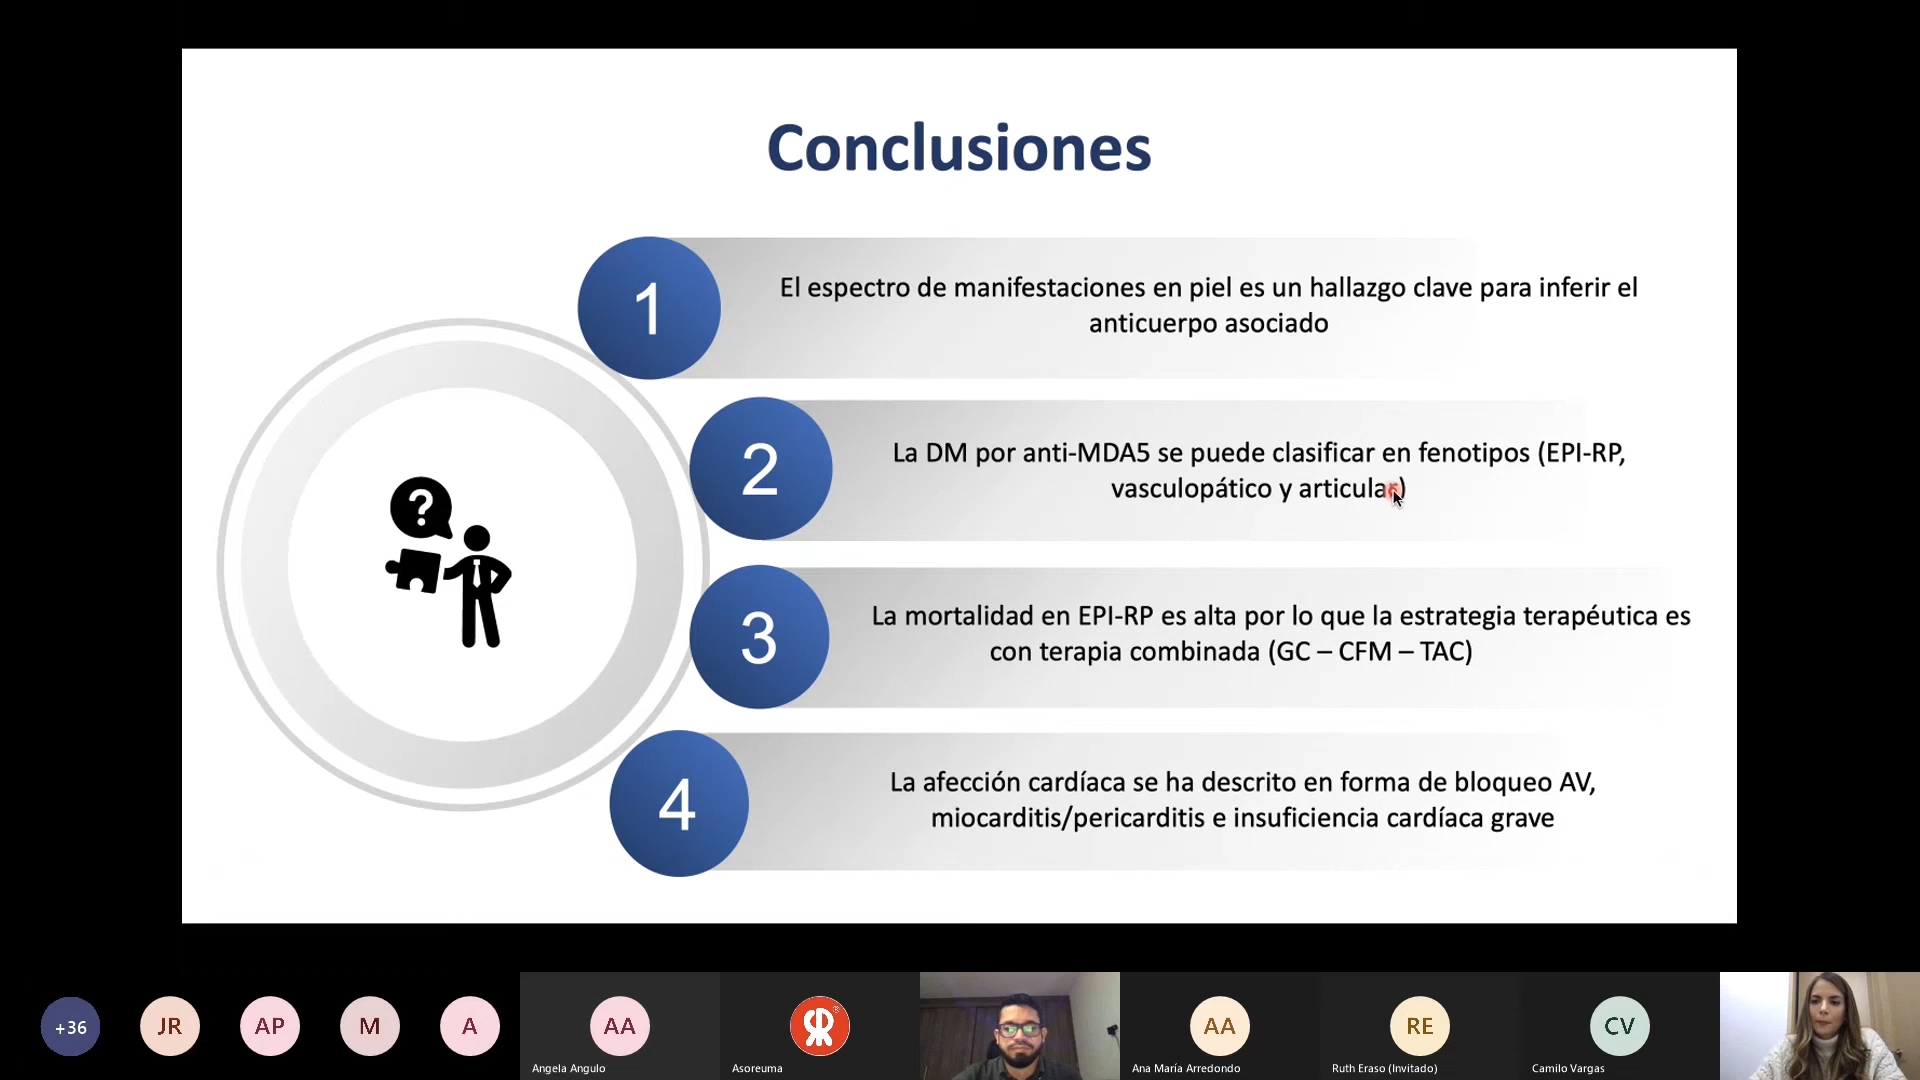 Conclusiones
1
El espectro de manifestaciones en piel es un hallazgo clave para inferir el
anticuerpo asociado
2
La DM por anti-MDA5 se puede clasificar en fenotipos (EPI-RP,
vasculopático y articular)
?
3
La mortalidad en EPI-RP es alta por lo que la estrategia terapéutica es
con terapia combinada (GC – CFM – TAC)
4
La afección cardíaca se ha descrito en forma de bloqueo AV,
miocarditis/pericarditis e insuficiencia cardíaca grave
+36
JR
AP
M
A
AA
Angela Angulo
Asoreuma
AA
Ana María Arredondo
RE
Ruth Eraso (Invitado)
CV
Camilo Vargas